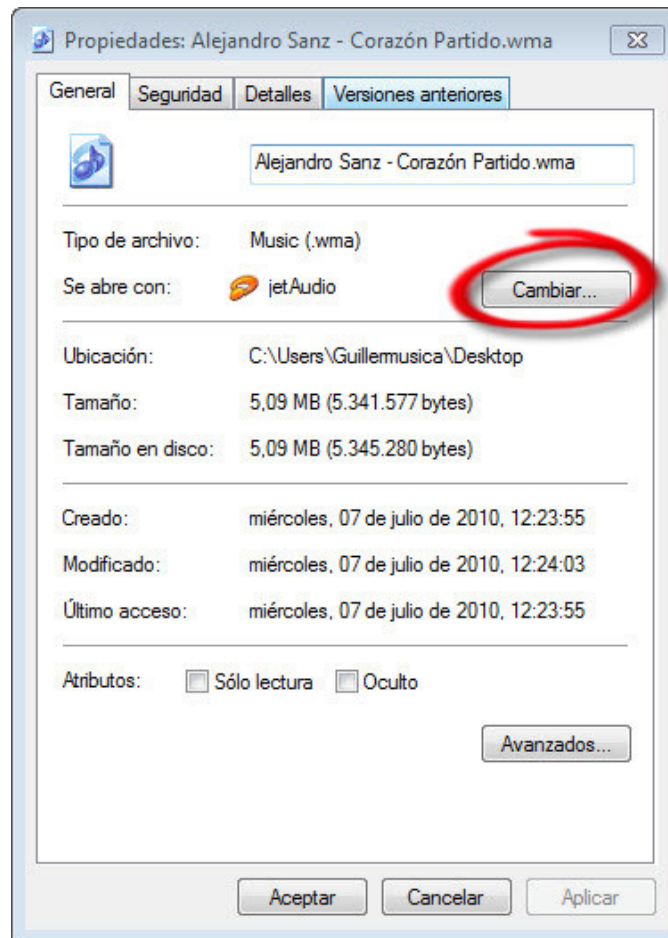 Propiedades: Alejandro Sanz - Corazón Partido.wma
General Seguridad Detalles Versiones anteriores
Alejandro Sanz - Corazón Partido.wma
Tipo de archivo: Music (.wma)
Se abre con: jetAudio Cambiar...
Ubicación: C:\Users\Guillermusica\Desktop
Tamaño: 5,09 MB (5.341.577 bytes)
Tamaño en disco: 5,09 MB (5.345.280 bytes)
Creado: miércoles, 07 de julio de 2010, 12:23:55
Modificado: miércoles, 07 de julio de 2010, 12:24:03
Último acceso: miércoles, 07 de julio de 2010, 12:23:55
Atributos: Sólo lectura Oculto
Avanzados...
Aceptar Cancelar Aplicar